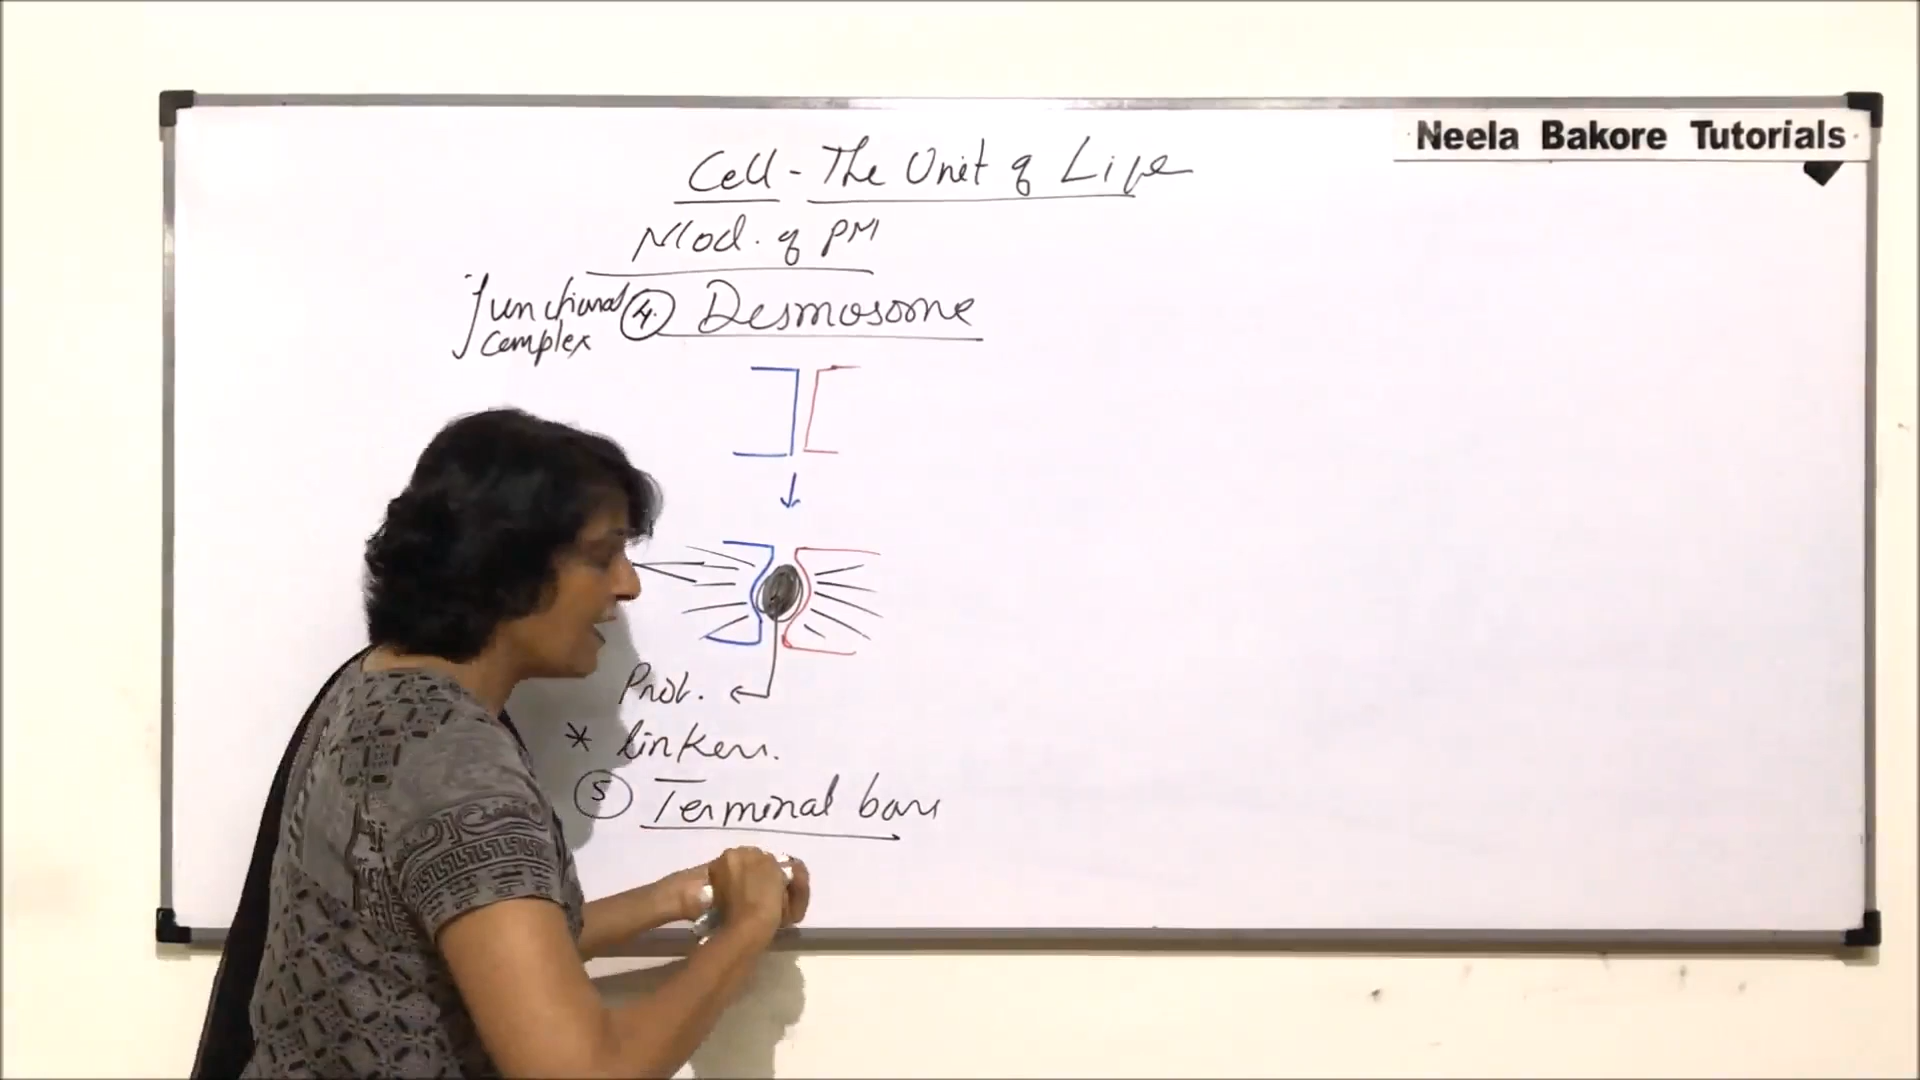 Neela Bakore Tutorials
Cell - The Unit of Life
Mod. of PM
Junctional
complex
4. Desmosome
Prot.
* linkers.
5 Terminal bars